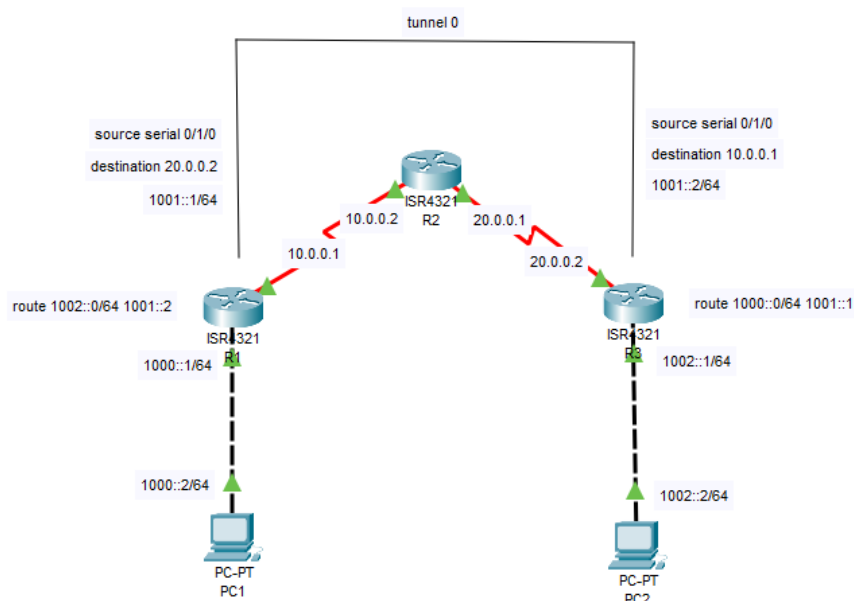 tunnel 0
source serial 0/1/0
destination 20.0.0.2
1001::1/64
source serial 0/1/0
destination 10.0.0.1
1001::2/64
ISR4321
R2
10.0.0.2
20.0.0.1
10.0.0.1
20.0.0.2
route 1002::0/64 1001::2
ISR4321
R1
route 1000::0/64 1001::1
ISR4321
R3
1000::1/64
1002::1/64
1000::2/64
1002::2/64
PC-PT
PC1
PC-PT
PC2